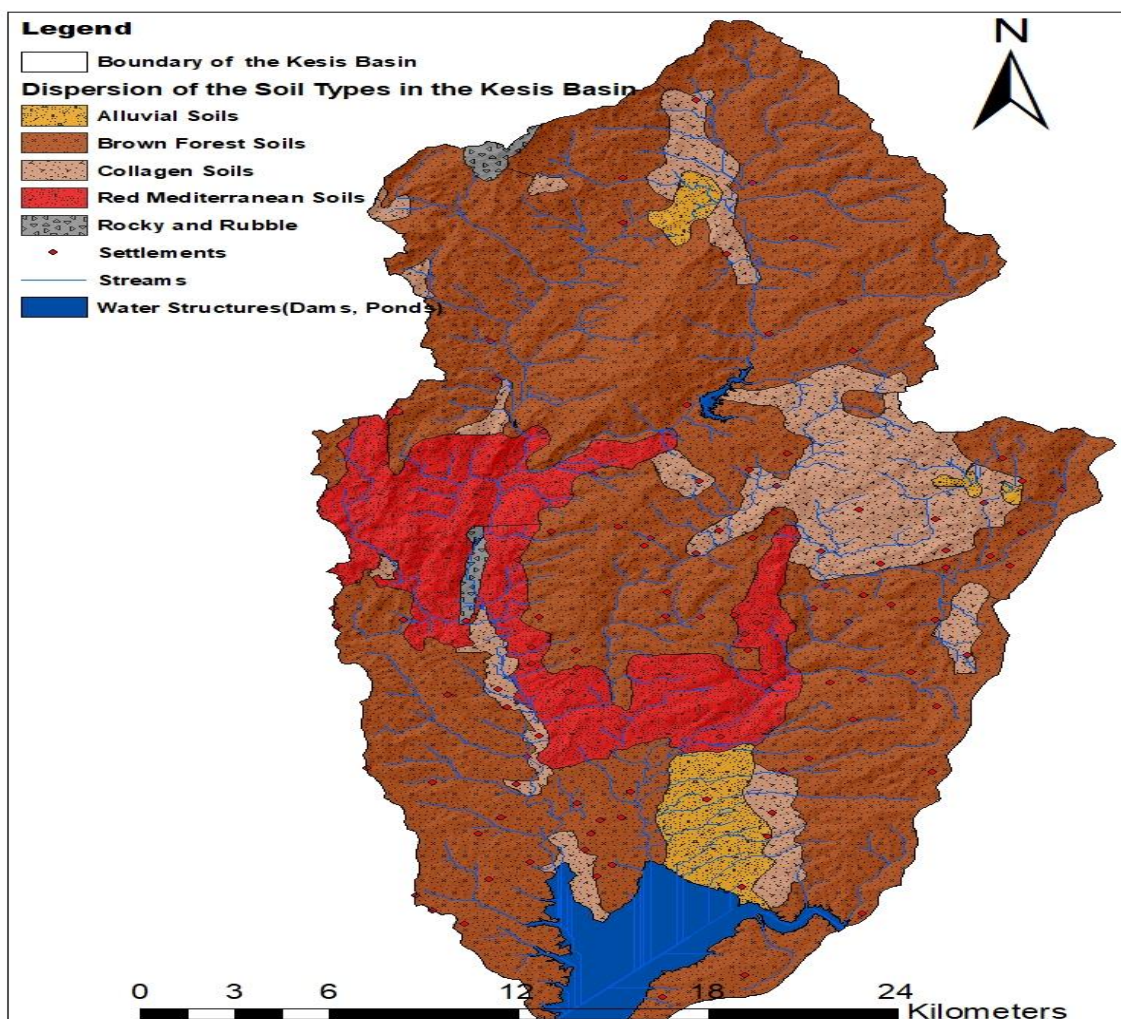 Legend
Boundary of the Kesis Basin
Dispersion of the Soil Types in the Kesis Basin
Alluvial Soils
Brown Forest Soils
Collagen Soils
Red Mediterranean Soils
Rocky and Rubble
Settlements
Streams
Water Structures(Dams, Ponds)
N
0 3 6 12 18 24
Kilometers